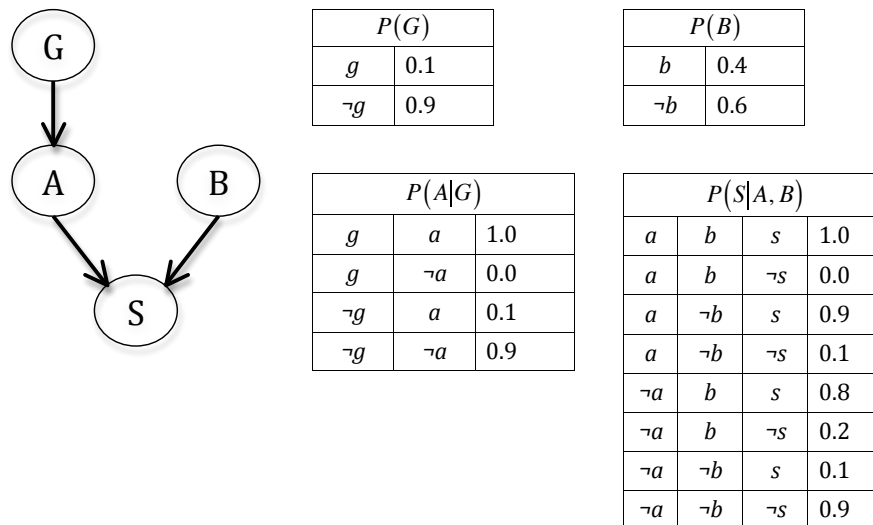 G
A
B
S
P(G)
g 0.1
¬g 0.9
P(B)
b 0.4
¬b 0.6
P(A|G)
g a 1.0
g ¬a 0.0
¬g a 0.1
¬g ¬a 0.9
P(S|A, B)
a b s 1.0
a b ¬s 0.0
a ¬b s 0.9
a ¬b ¬s 0.1
¬a b s 0.8
¬a b ¬s 0.2
¬a ¬b s 0.1
¬a ¬b ¬s 0.9